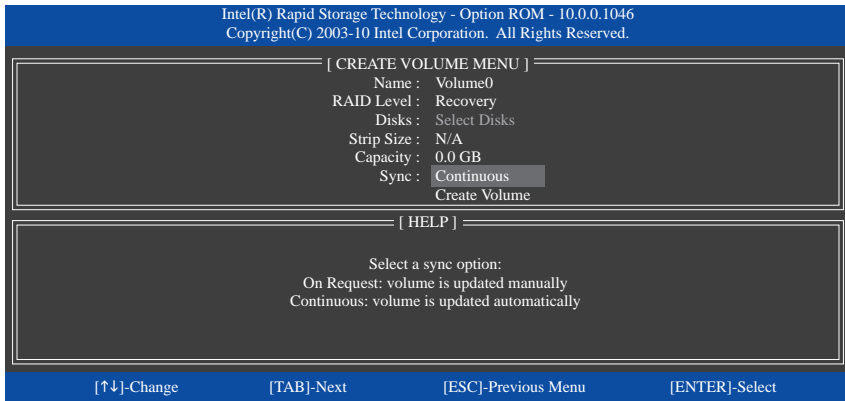 Intel(R) Rapid Storage Technology - Option ROM - 10.0.0.1046
Copyright(C) 2003-10 Intel Corporation.  All Rights Reserved.
[ CREATE VOLUME MENU ]
Name :  Volume0
RAID Level :  Recovery
Disks :  Select Disks
Strip Size :  N/A
Capacity :  0.0 GB
Sync :  Continuous
Create Volume
[ HELP ]
Select a sync option:
On Request: volume is updated manually
Continuous: volume is updated automatically
[↑↓]-Change  [TAB]-Next  [ESC]-Previous Menu  [ENTER]-Select